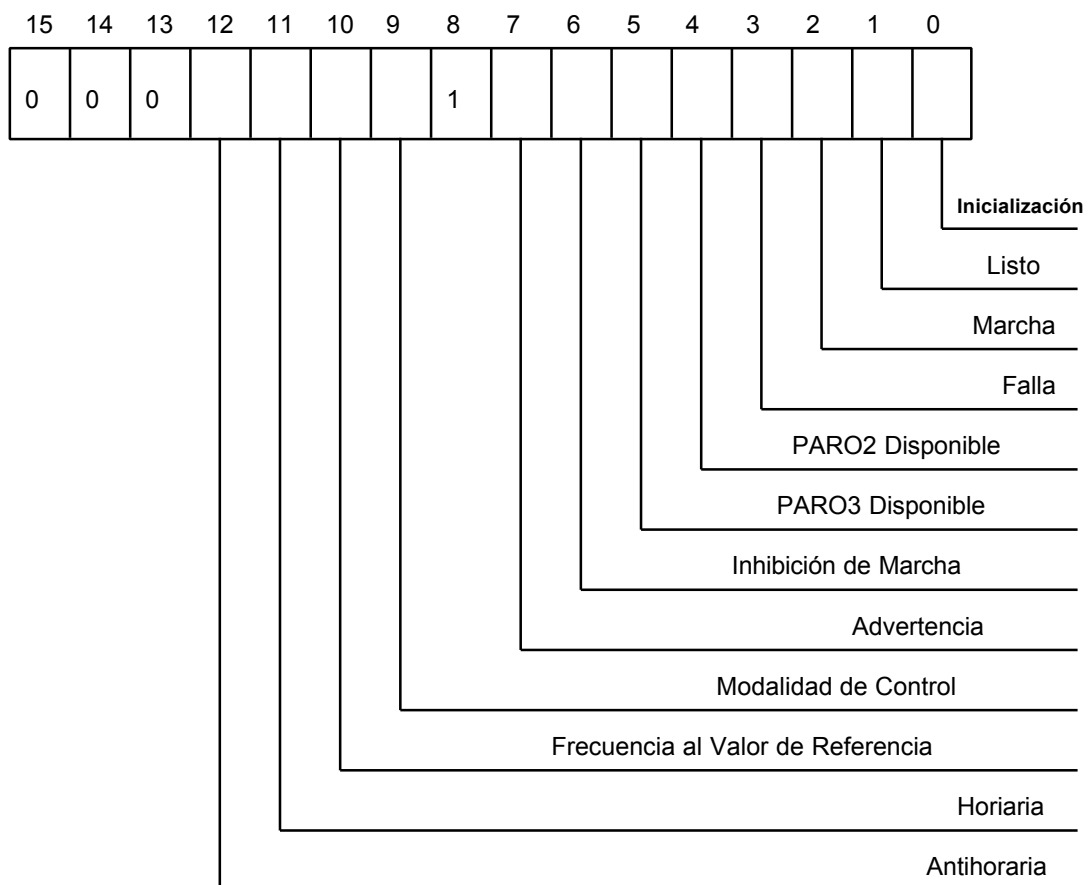 15 14 13 12 11 10 9 8 7 6 5 4 3 2 1 0
0 0 0 1
Inicialización
Listo
Marcha
Falla
PARO2 Disponible
PARO3 Disponible
Inhibición de Marcha
Advertencia
Modalidad de Control
Frecuencia al Valor de Referencia
Horiaria
Antihoraria